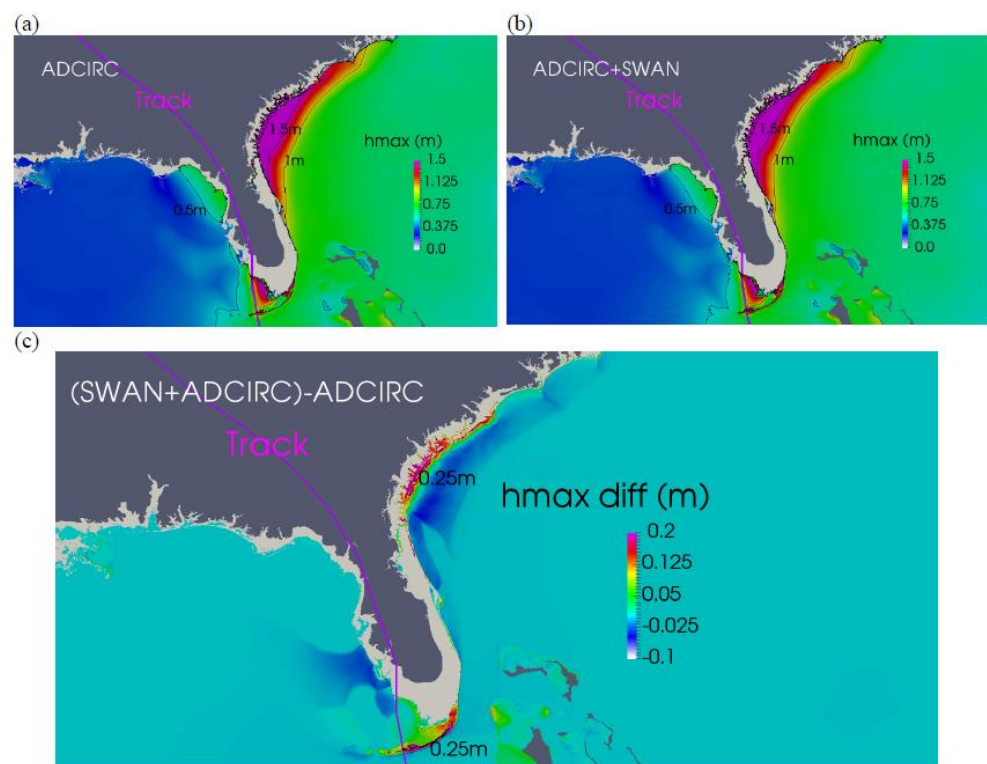 (a)
ADCIRC
Track
1.5m
1m
0.5m
hmax (m)
1.5
1.125
0.75
0.375
0.0
(b)
ADCIRC+SWAN
Track
1.5m
1m
0.5m
hmax (m)
1.5
1.125
0.75
0.375
0.0
(c)
(SWAN+ADCIRC)-ADCIRC
Track
0.25m
hmax diff (m)
0.2
0.125
0.05
-0.025
-0.1
0.25m